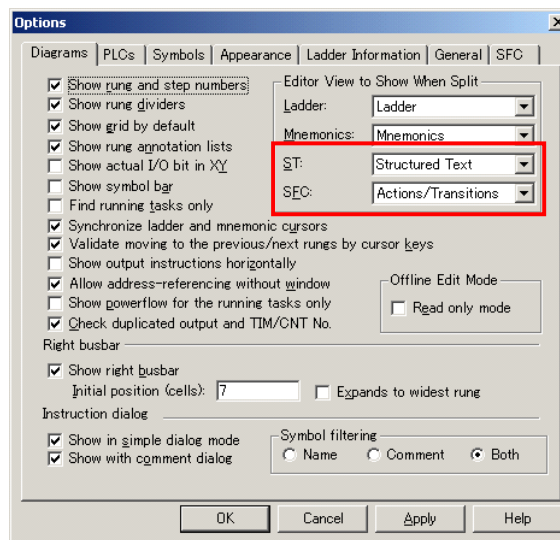 Options
Diagrams PLCs Symbols Appearance Ladder Information General SFC
Show rung and step numbers
Show rung dividers
Show grid by default
Show rung annotation lists
Show actual I/O bit in XY
Show symbol bar
Find running tasks only
Synchronize ladder and mnemonic cursors
Validate moving to the previous/next rungs by cursor keys
Show output instructions horizontally
Allow address-referencing without window
Show powerflow for the running tasks only
Check duplicated output and TIM/CNT No.
Editor View to Show When Split
Ladder: Ladder
Mnemonics: Mnemonics
ST: Structured Text
SFC: Actions/Transitions
Offline Edit Mode
Read only mode
Right busbar
Show right busbar
Initial position (cells): 7 Expands to widest rung
Instruction dialog
Show in simple dialog mode
Show with comment dialog
Symbol filtering
Name Comment Both
OK Cancel Apply Help